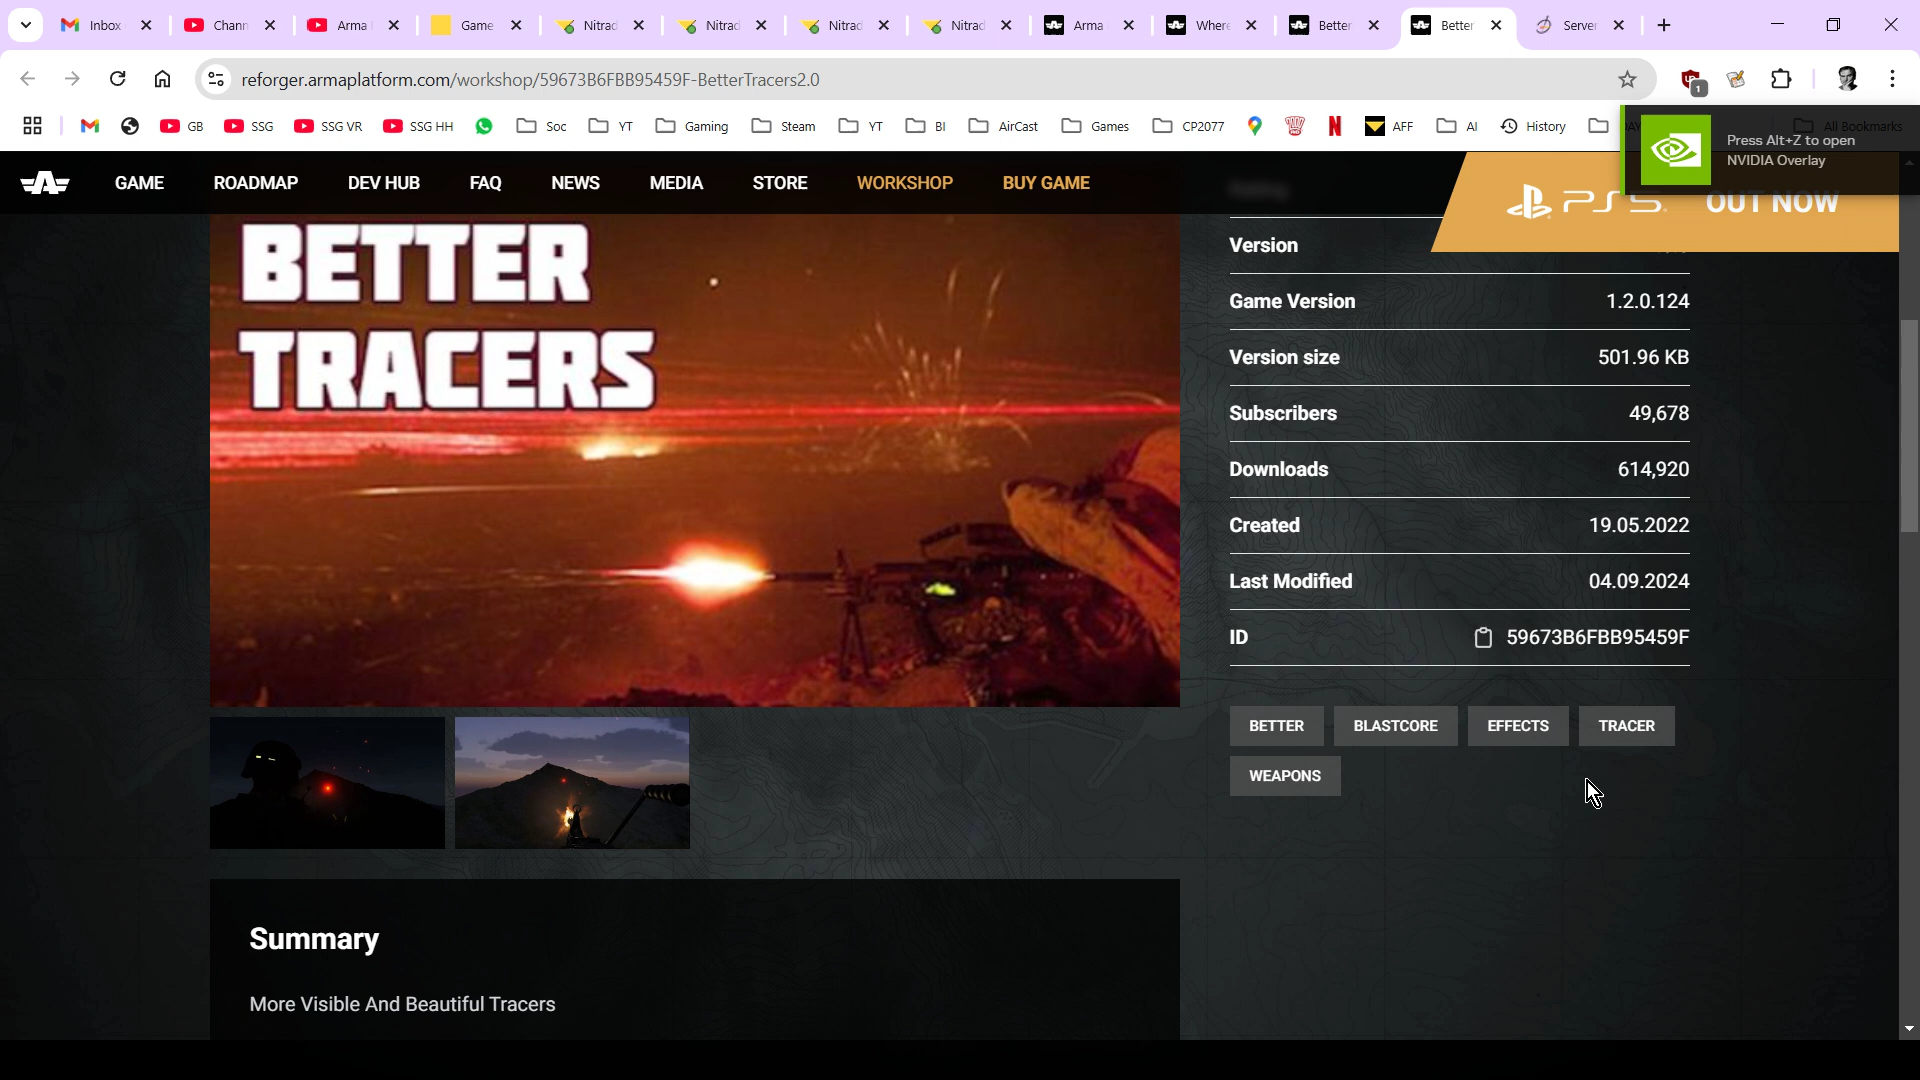 Inbox
Chann
Arma
Game
Nitrad
Nitrad
Nitrad
Nitrad
Arma
Where
Better
Better
Server
reforger.armaplatform.com/workshop/59673B6FBB95459F-BetterTracers2.0
1
GB
SSG
SSG VR
SSG HH
Soc
YT
Gaming
Steam
YT
BI
AirCast
Games
CP2077
AFF
AI
History
All Bookmarks
Press Alt+Z to open
NVIDIA Overlay
GAME
ROADMAP
DEV HUB
FAQ
NEWS
MEDIA
STORE
WORKSHOP
BUY GAME
PS5
OUT NOW
BETTER
TRACERS
Rating
Version
Game Version 1.2.0.124
Version size 501.96 KB
Subscribers 49,678
Downloads 614,920
Created 19.05.2022
Last Modified 04.09.2024
ID 59673B6FBB95459F
BETTER
BLASTCORE
EFFECTS
TRACER
WEAPONS
Summary
More Visible And Beautiful Tracers